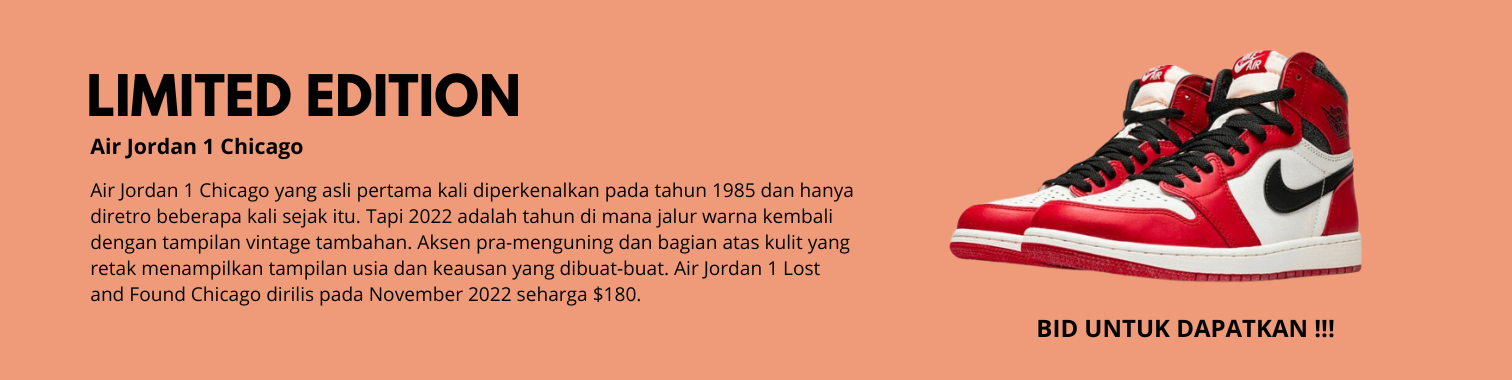 LIMITED EDITION
Air Jordan 1 Chicago
Air Jordan 1 Chicago yang asli pertama kali diperkenalkan pada tahun 1985 dan hanya
diretro beberapa kali sejak itu. Tapi 2022 adalah tahun di mana jalur warna kembali
dengan tampilan vintage tambahan. Aksen pra-menguning dan bagian atas kulit yang
retak menampilkan tampilan usia dan keausan yang dibuat-buat. Air Jordan 1 Lost
and Found Chicago dirilis pada November 2022 seharga $180.
AIR
AIR
BID UNTUK DAPATKAN !!!